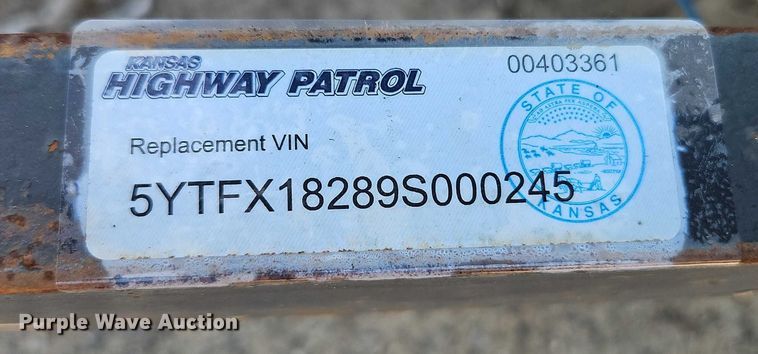 KANSAS
HIGHWAY PATROL
00403361
Replacement VIN
5YTFX18289S000245
STATE OF
KANSAS
Purple Wave Auction